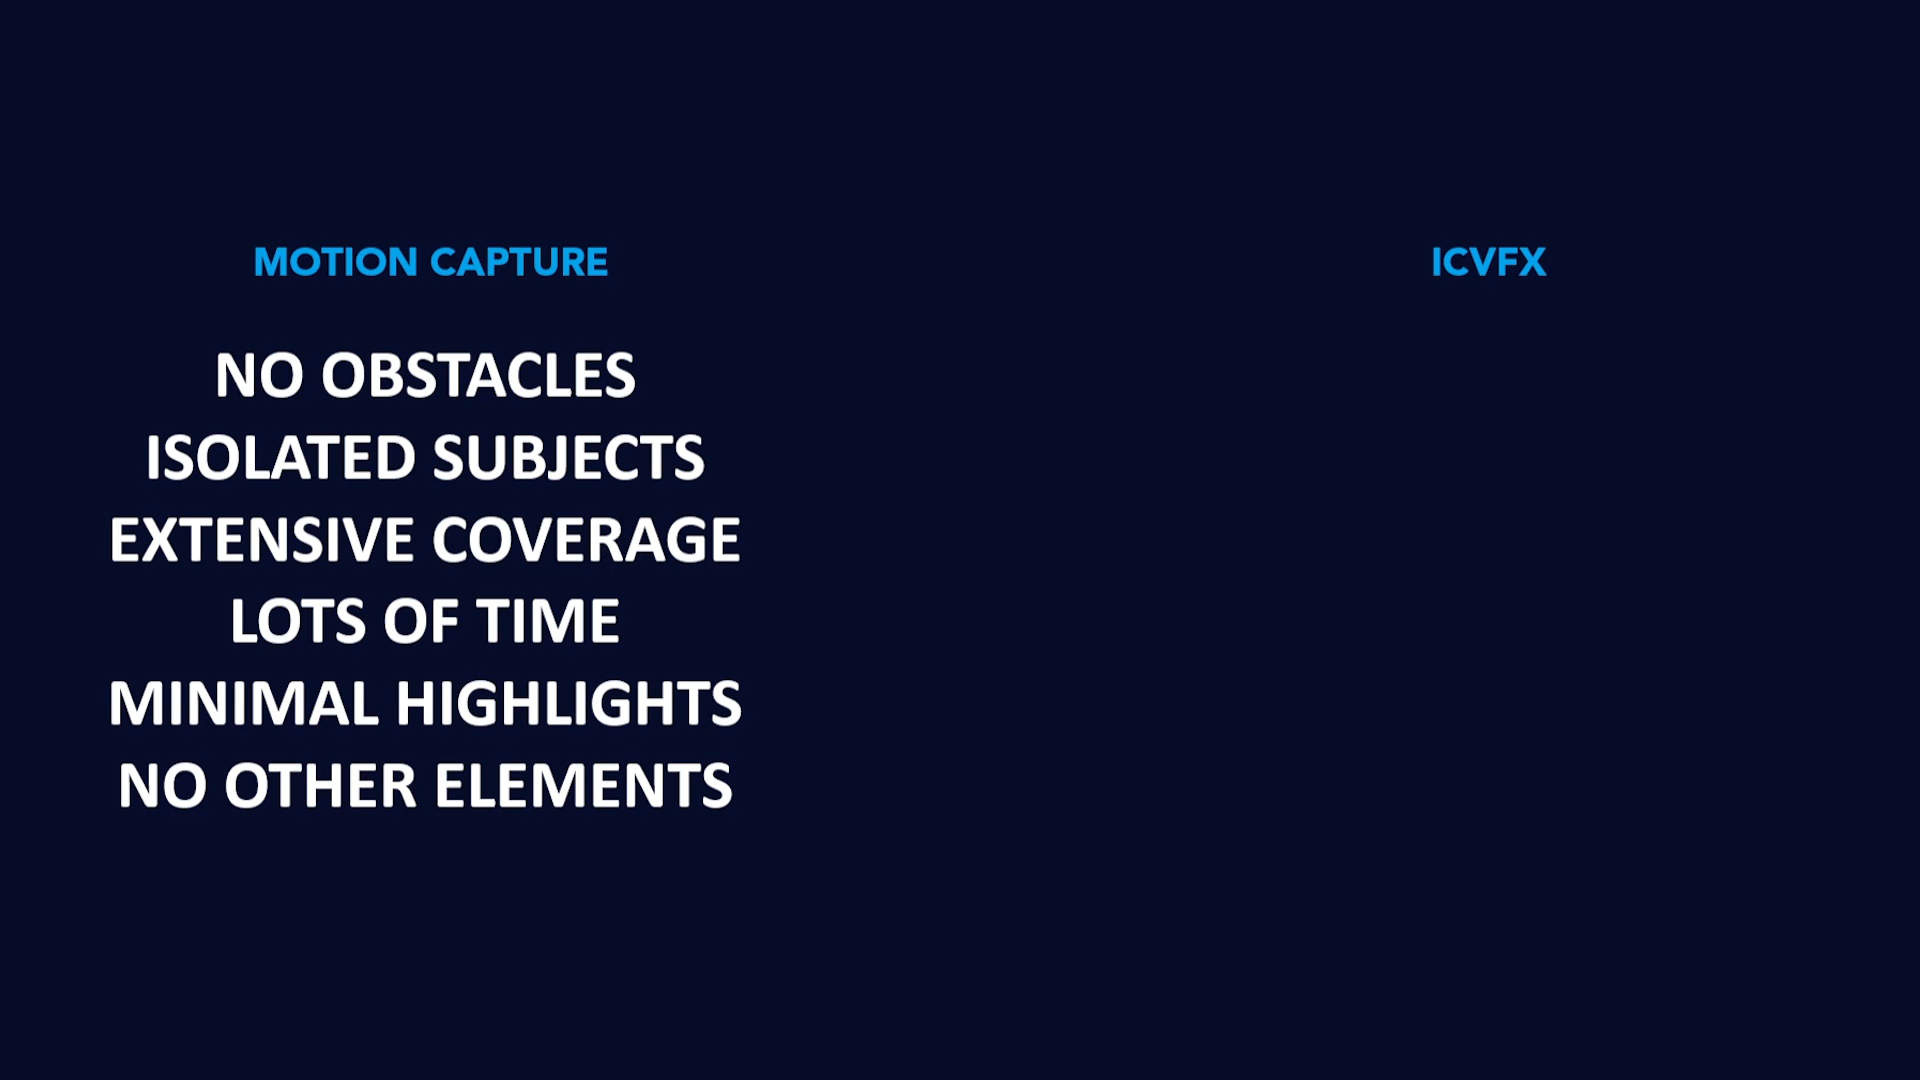 MOTION CAPTURE
ICVFX
NO OBSTACLES
ISOLATED SUBJECTS
EXTENSIVE COVERAGE
LOTS OF TIME
MINIMAL HIGHLIGHTS
NO OTHER ELEMENTS